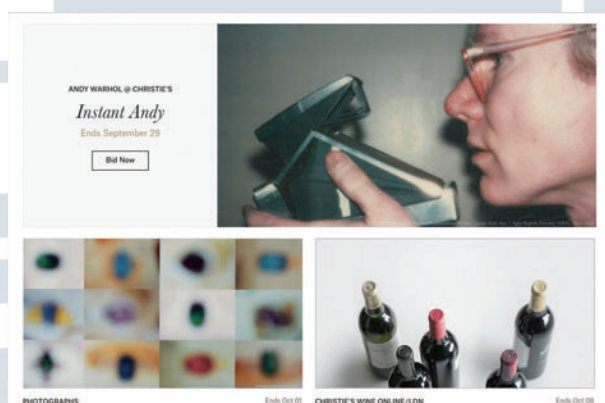 ANDY WARHOL @ CHRISTIE'S
Instant Andy
Ends September 29
Bid Now
PHOTOGRAPHS
Ends Oct 01
CHRISTIE'S WINE ONLINE/LDN
Ends Oct 08